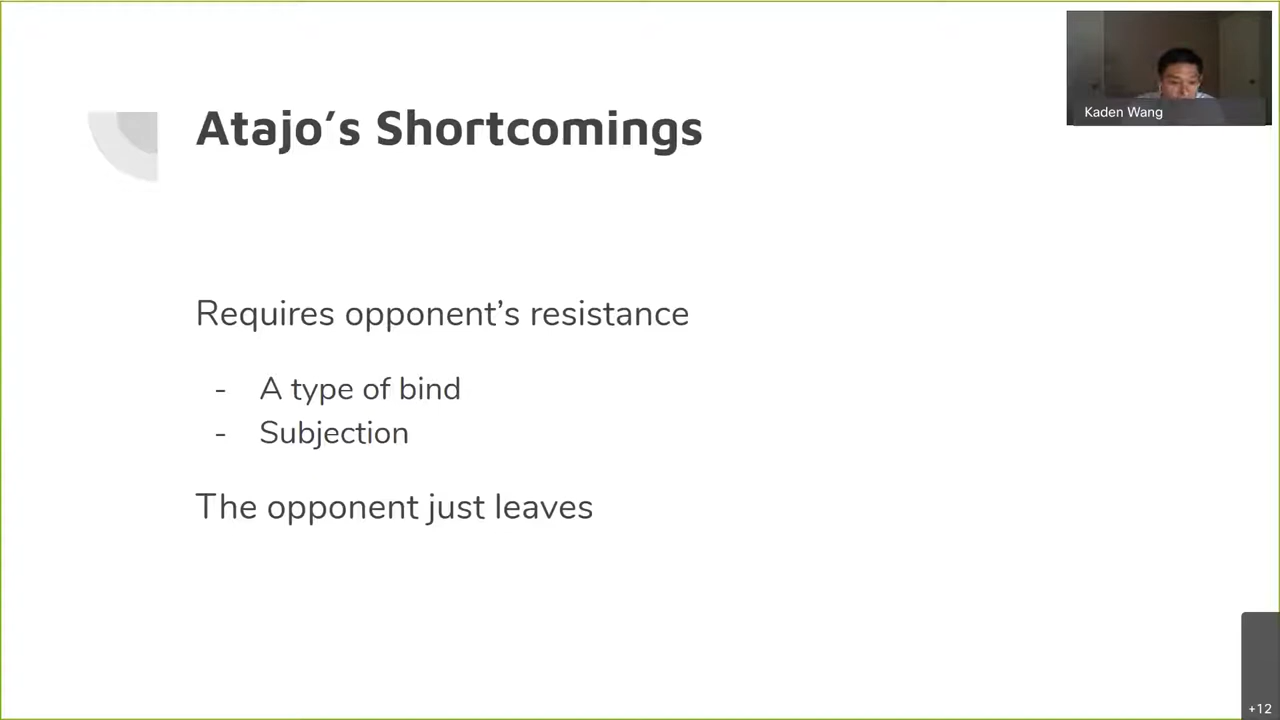 Atajo’s Shortcomings
Kaden Wang
Requires opponent’s resistance
- A type of bind
- Subjection
The opponent just leaves
+12